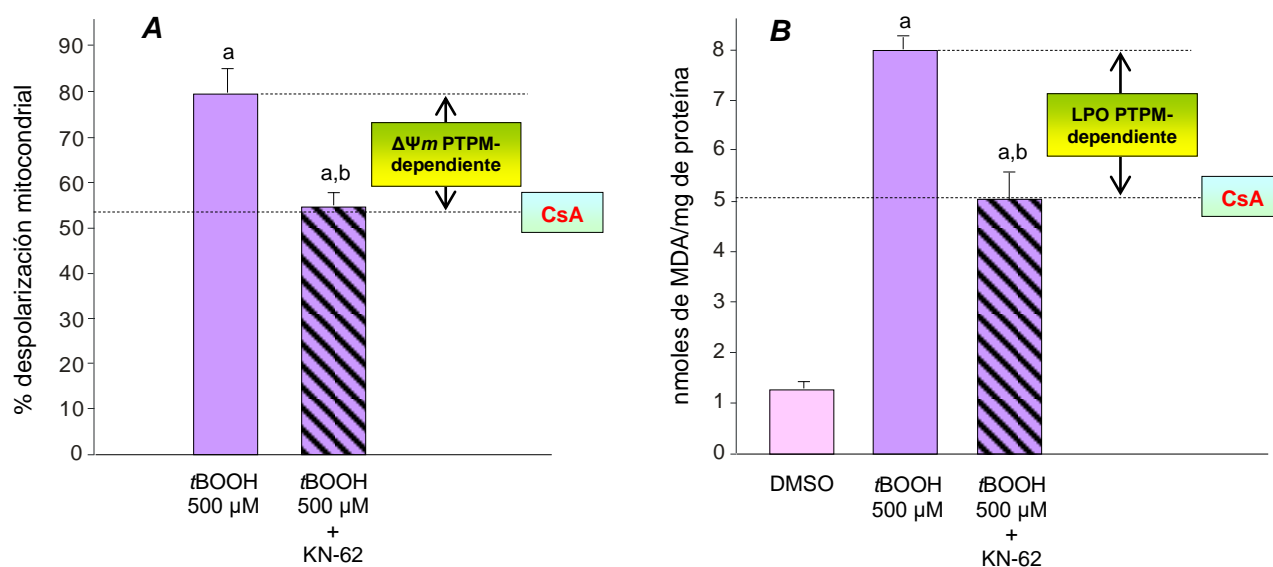 A
% despolarización mitocondrial
90
80
70
60
50
40
30
20
10
0
a
a,b
ΔΨm PTPM-
dependiente
CsA
tBOOH
500 µM
tBOOH
500 µM
+
KN-62
B
nmoles de MDA/mg de proteína
8
7
6
5
4
3
2
1
0
a
a,b
LPO PTPM-
dependiente
CsA
DMSO
tBOOH
500 µM
tBOOH
500 µM
+
KN-62